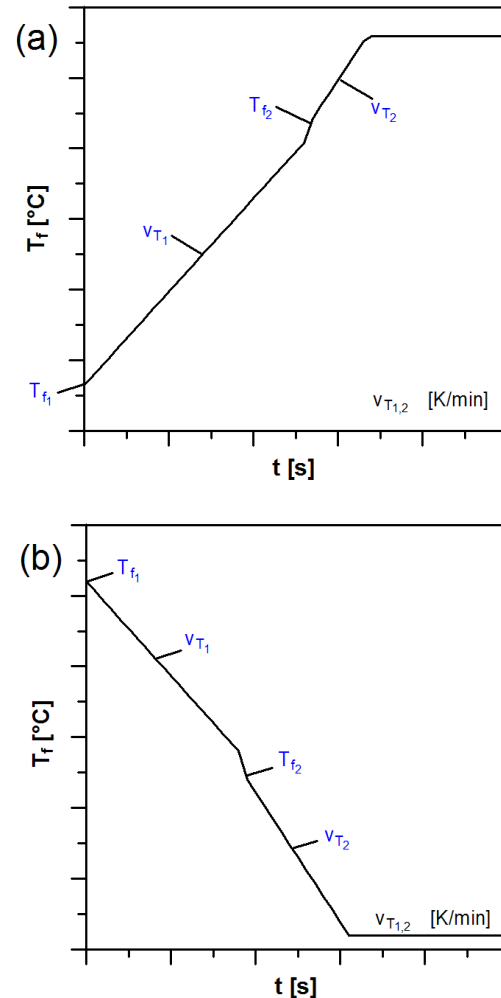 (a)
T_f2
v_T2
v_T1
T_f [°C]
T_f1
v_T1,2 [K/min]
t [s]
(b)
T_f1
v_T1
T_f [°C]
T_f2
v_T2
v_T1,2 [K/min]
t [s]